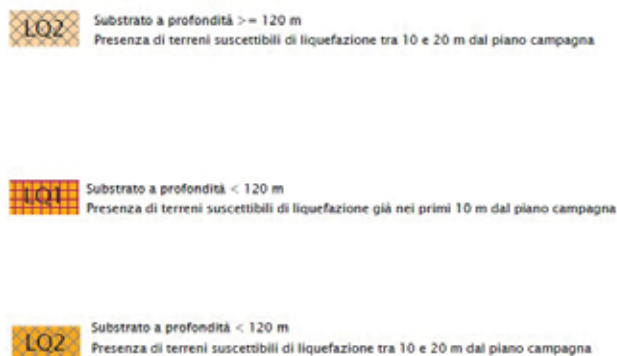 LQ2
Substrato a profondità >= 120 m
Presenza di terreni suscettibili di liquefazione tra 10 e 20 m dal piano campagna
LQ1
Substrato a profondità < 120 m
Presenza di terreni suscettibili di liquefazione già nei primi 10 m dal piano campagna
LQ2
Substrato a profondità < 120 m
Presenza di terreni suscettibili di liquefazione tra 10 e 20 m dal piano campagna